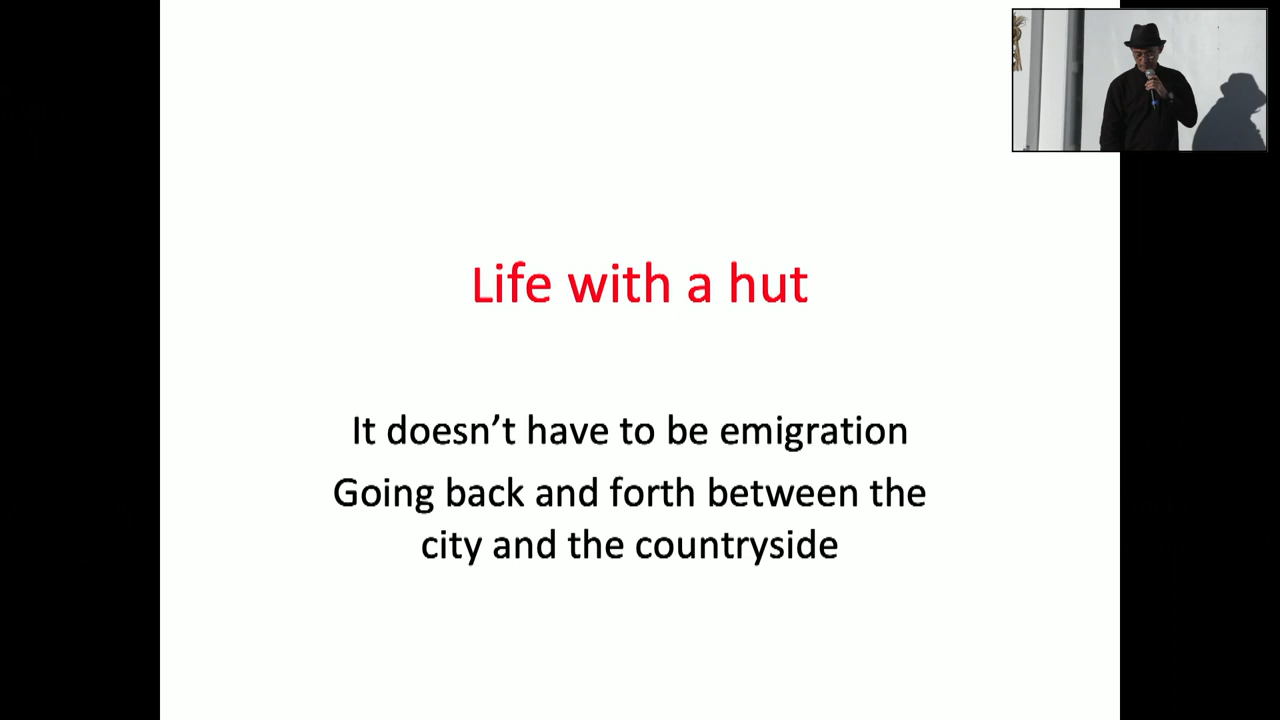 Life with a hut
It doesn’t have to be emigration
Going back and forth between the
city and the countryside